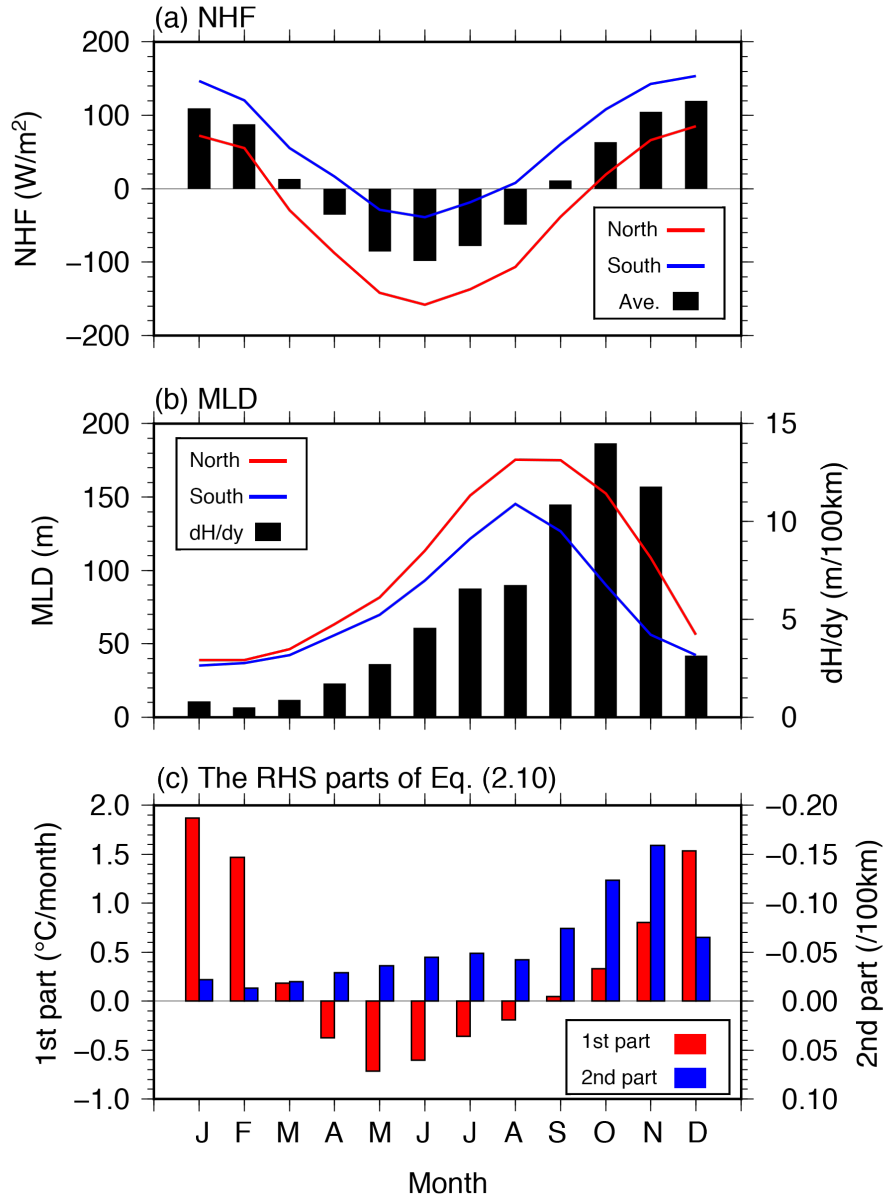 (a) NHF
200
100
0
−100
−200
NHF (W/m²)
North
South
Ave.
(b) MLD
200
150
100
50
0
MLD (m)
15
10
5
0
dH/dy (m/100km)
North
South
dH/dy
(c) The RHS parts of Eq. (2.10)
2.0
1.5
1.0
0.5
0.0
−0.5
−1.0
1st part (°C/month)
−0.20
−0.15
−0.10
−0.05
0.00
0.05
0.10
2nd part (/100km)
1st part
2nd part
J F M A M J J A S O N D
Month